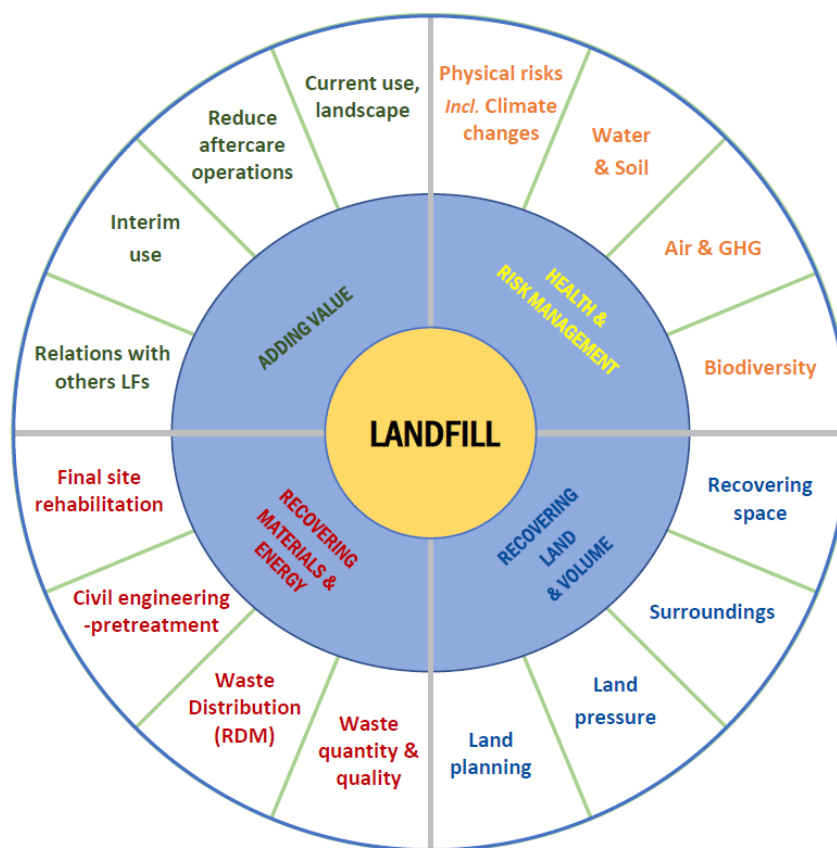 Current use,
landscape
Physical risks
Incl. Climate
changes
Reduce
aftercare
operations
Water
& Soil
Interim
use
Air & GHG
Relations with
others LFs
Biodiversity
ADDING VALUE
HEALTH &
RISK MANAGEMENT
LANDFILL
RECOVERING
MATERIALS &
ENERGY
RECOVERING
LAND
& VOLUME
Final site
rehabilitation
Recovering
space
Civil engineering
-pretreatment
Surroundings
Waste
Distribution
(RDM)
Land
pressure
Waste
quantity &
quality
Land
planning